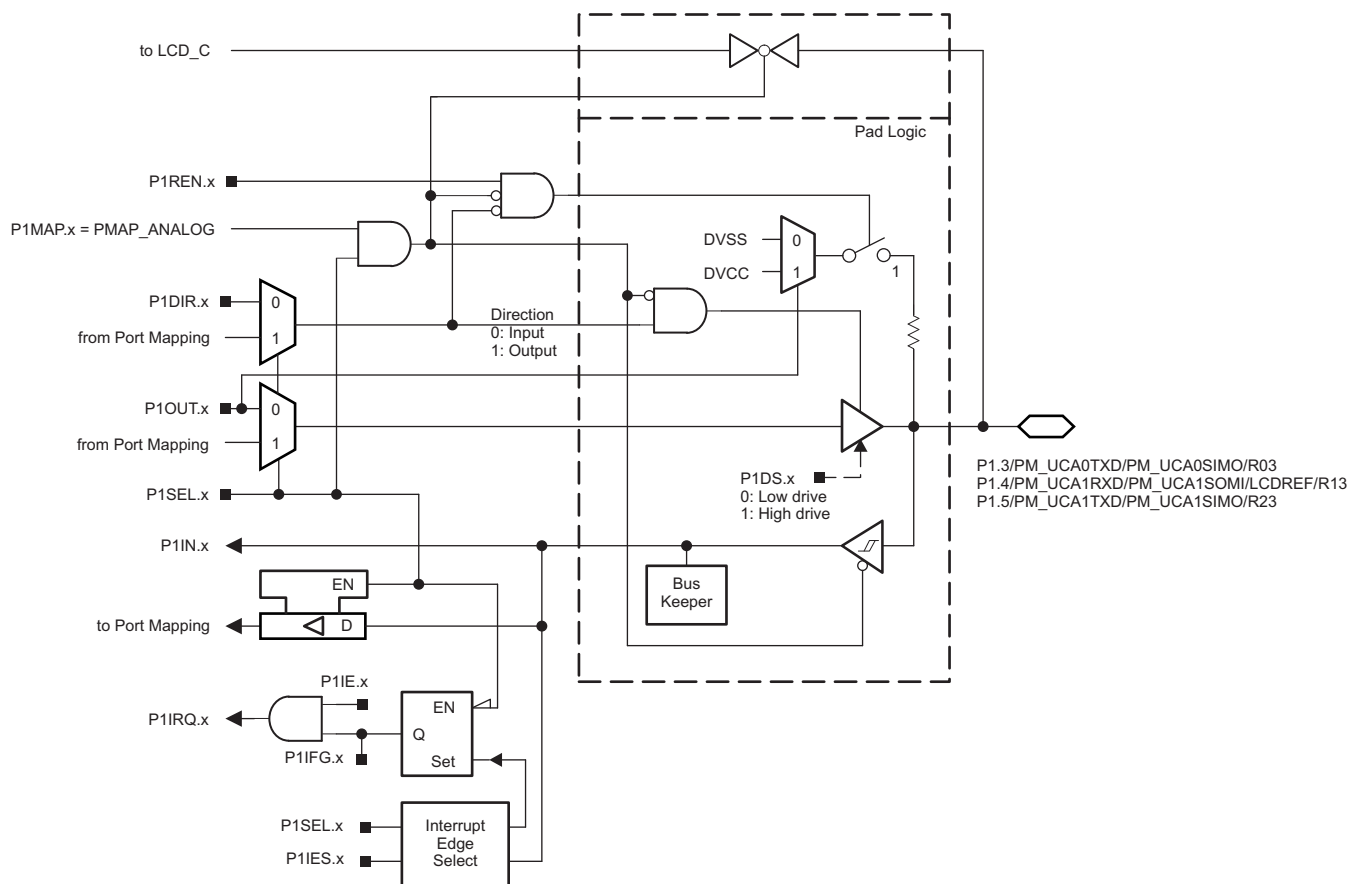 to LCD_C
Pad Logic
P1REN.x
P1MAP.x = PMAP_ANALOG
DVSS
0
DVCC
1
1
P1DIR.x
0
from Port Mapping
1
Direction
0: Input
1: Output
P1OUT.x
0
from Port Mapping
1
P1SEL.x
P1DS.x
0: Low drive
1: High drive
P1.3/PM_UCA0TXD/PM_UCA0SIMO/R03
P1.4/PM_UCA1RXD/PM_UCA1SOMI/LCDREF/R13
P1.5/PM_UCA1TXD/PM_UCA1SIMO/R23
P1IN.x
Bus
Keeper
EN
to Port Mapping
D
P1IE.x
P1IRQ.x
EN
Q
Set
P1IFG.x
P1SEL.x
P1IES.x
Interrupt
Edge
Select